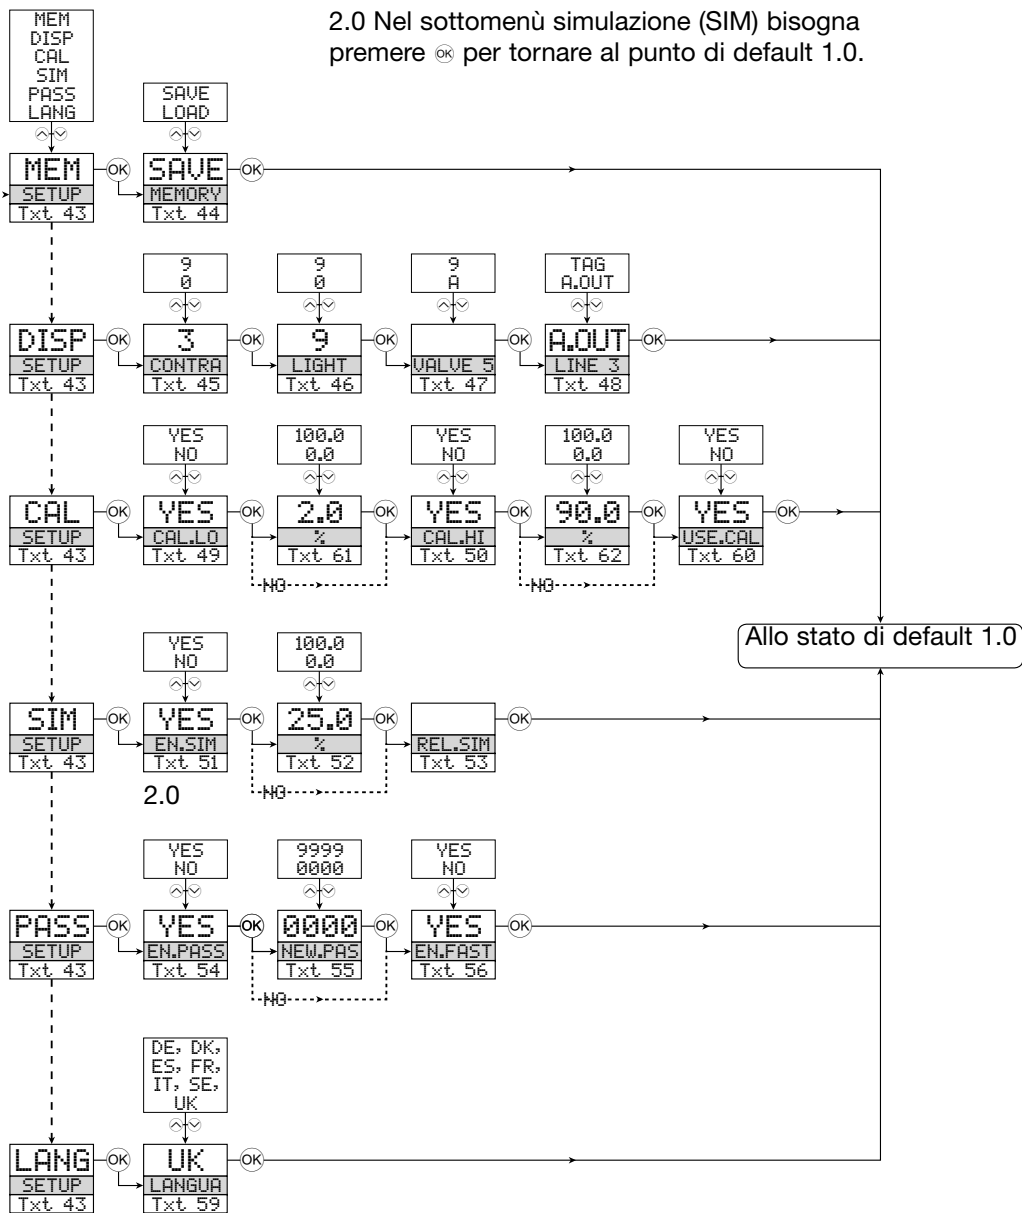 2.0 Nel sottomenù simulazione (SIM) bisogna
premere OK per tornare al punto di default 1.0.
MEM
DISP
CAL
SIM
PASS
LANG
SAVE
LOAD
MEM
SETUP
Txt 43
OK
SAVE
MEMORY
Txt 44
OK
9
0
9
0
9
A
TAG
A.OUT
DISP
SETUP
Txt 43
OK
3
CONTRA
Txt 45
OK
9
LIGHT
Txt 46
OK
VALVE 5
Txt 47
OK
A.OUT
LINE 3
Txt 48
OK
YES
NO
100.0
0.0
YES
NO
100.0
0.0
YES
NO
CAL
SETUP
Txt 43
OK
YES
CAL.LO
Txt 49
OK
2.0
%
Txt 61
OK
YES
CAL.HI
Txt 50
OK
90.0
%
Txt 62
OK
YES
USE.CAL
Txt 60
OK
NO
NO
Allo stato di default 1.0
YES
NO
100.0
0.0
SIM
SETUP
Txt 43
OK
YES
EN.SIM
Txt 51
OK
25.0
%
Txt 52
OK
REL.SIM
Txt 53
OK
2.0
NO
YES
NO
9999
0000
YES
NO
PASS
SETUP
Txt 43
OK
YES
EN.PASS
Txt 54
OK
0000
NEW.PAS
Txt 55
OK
YES
EN.FAST
Txt 56
OK
NO
DE, DK,
ES, FR,
IT, SE,
UK
LANG
SETUP
Txt 43
OK
UK
LANGUA
Txt 59
OK